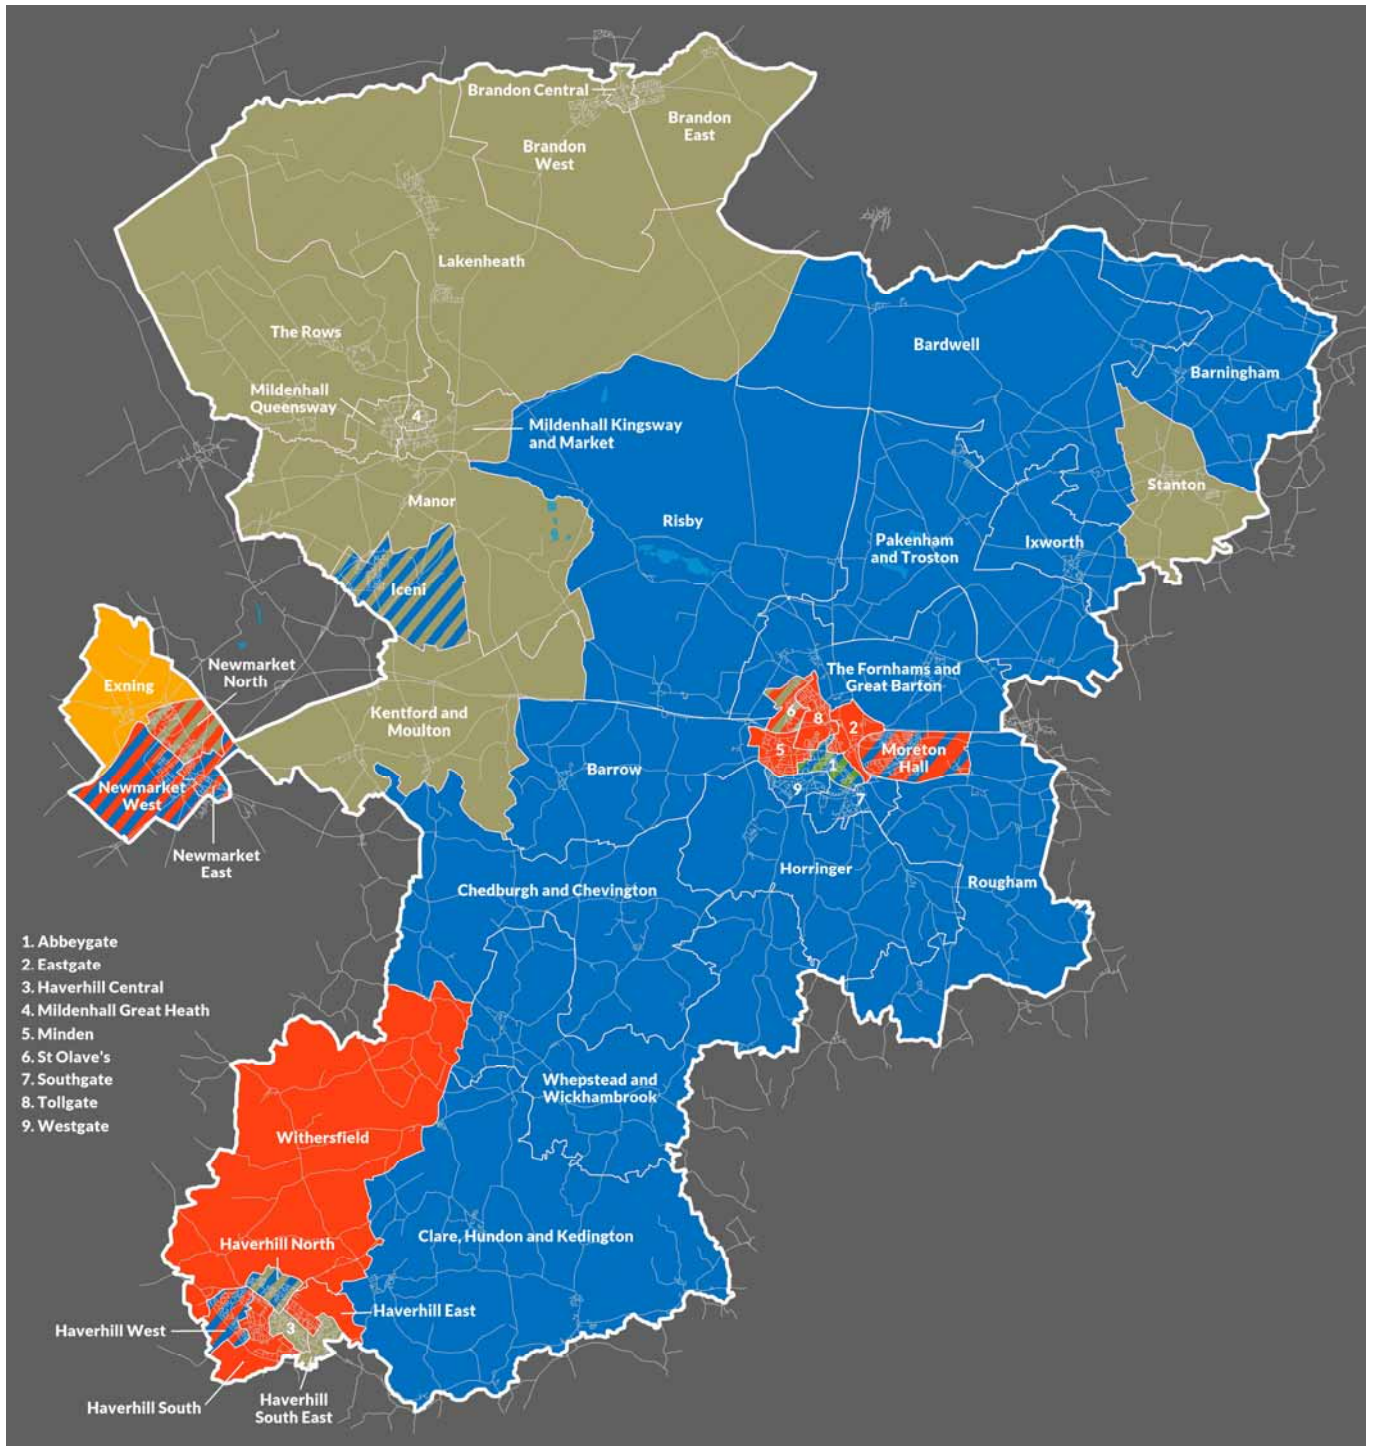 Brandon Central
Brandon
East
Brandon
West
Lakenheath
The Rows
Bardwell
Barningham
Mildenhall
Queensway
4
Mildenhall Kingsway
and Market
Stanton
Manor
Risby
Pakenham
and Troston
Ixworth
Iceni
Newmarket
North
Exning
The Fornhams and
Great Barton
Kentford and
Moulton
6
8
2
5
Moreton
Hall
1
Barrow
9
7
Newmarket
West
Newmarket
East
Horringer
Rougham
Chedburgh and Chevington
1. Abbeygate
2. Eastgate
3. Haverhill Central
4. Mildenhall Great Heath
5. Minden
6. St Olave's
7. Southgate
8. Tollgate
9. Westgate
Whepstead and
Wickhambrook
Withersfield
Clare, Hundon and Kedington
Haverhill North
Haverhill East
Haverhill West
3
Haverhill South
Haverhill
South East